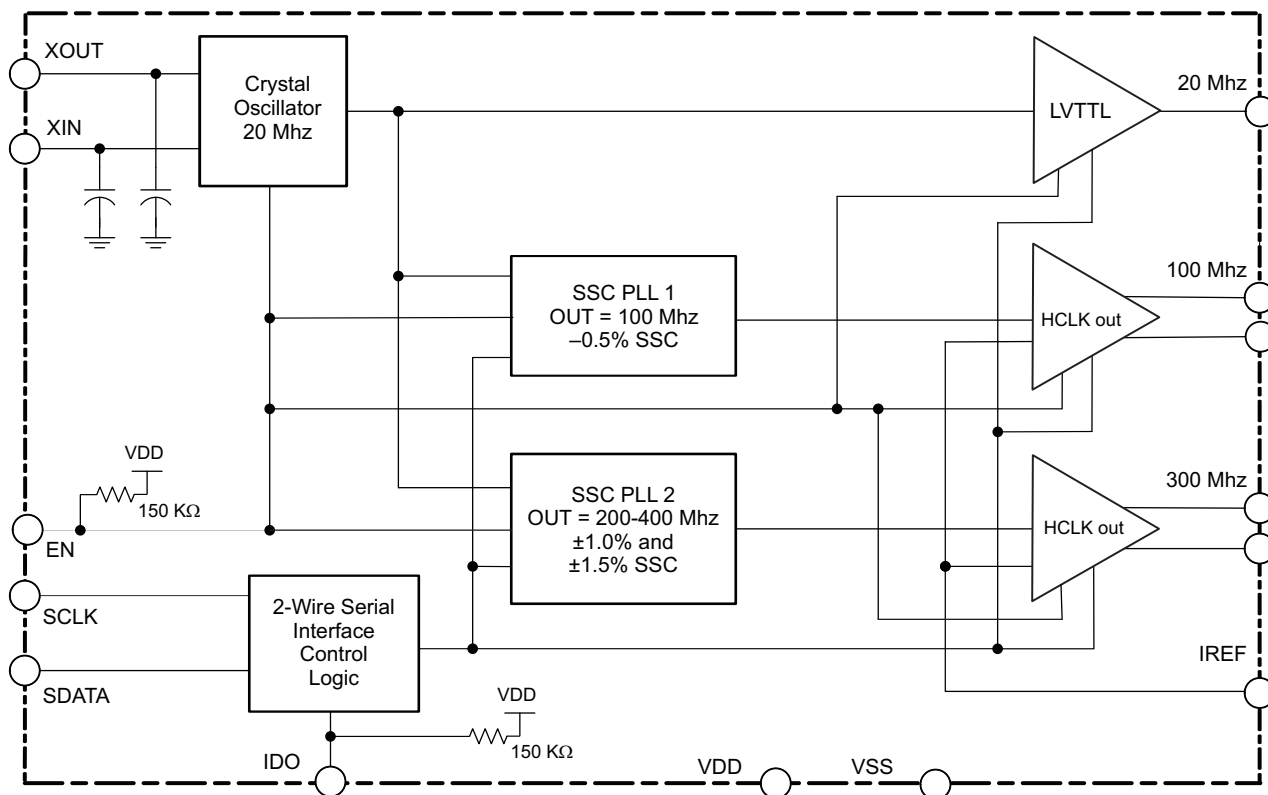 XOUT
XIN
Crystal
Oscillator
20 Mhz
LVTTL
20 Mhz
SSC PLL 1
OUT = 100 Mhz
–0.5% SSC
HCLK out
100 Mhz
VDD
150 KΩ
EN
SSC PLL 2
OUT = 200-400 Mhz
±1.0% and
±1.5% SSC
HCLK out
300 Mhz
SCLK
SDATA
2-Wire Serial
Interface
Control
Logic
IREF
VDD
150 KΩ
IDO
VDD
VSS